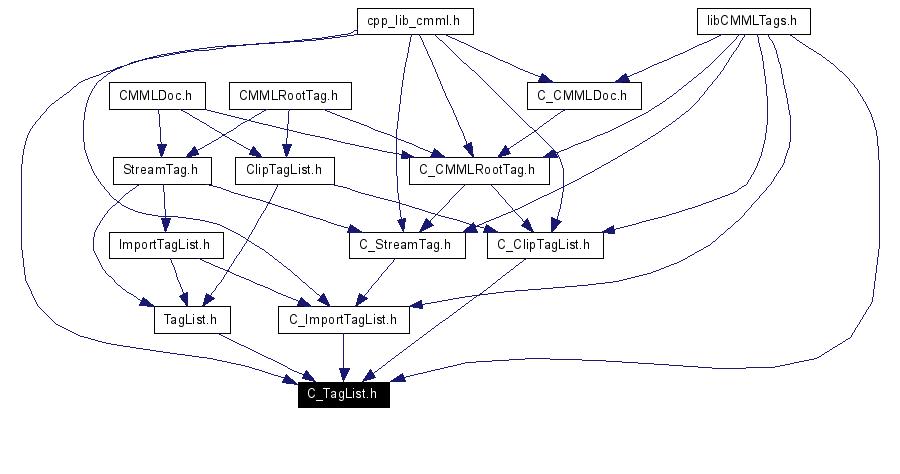 cpp_lib_cmml.h
libCMMLTags.h
CMMLDoc.h
CMMLRootTag.h
C_CMMLDoc.h
StreamTag.h
ClipTagList.h
C_CMMLRootTag.h
ImportTagList.h
C_StreamTag.h
C_ClipTagList.h
TagList.h
C_ImportTagList.h
C_TagList.h